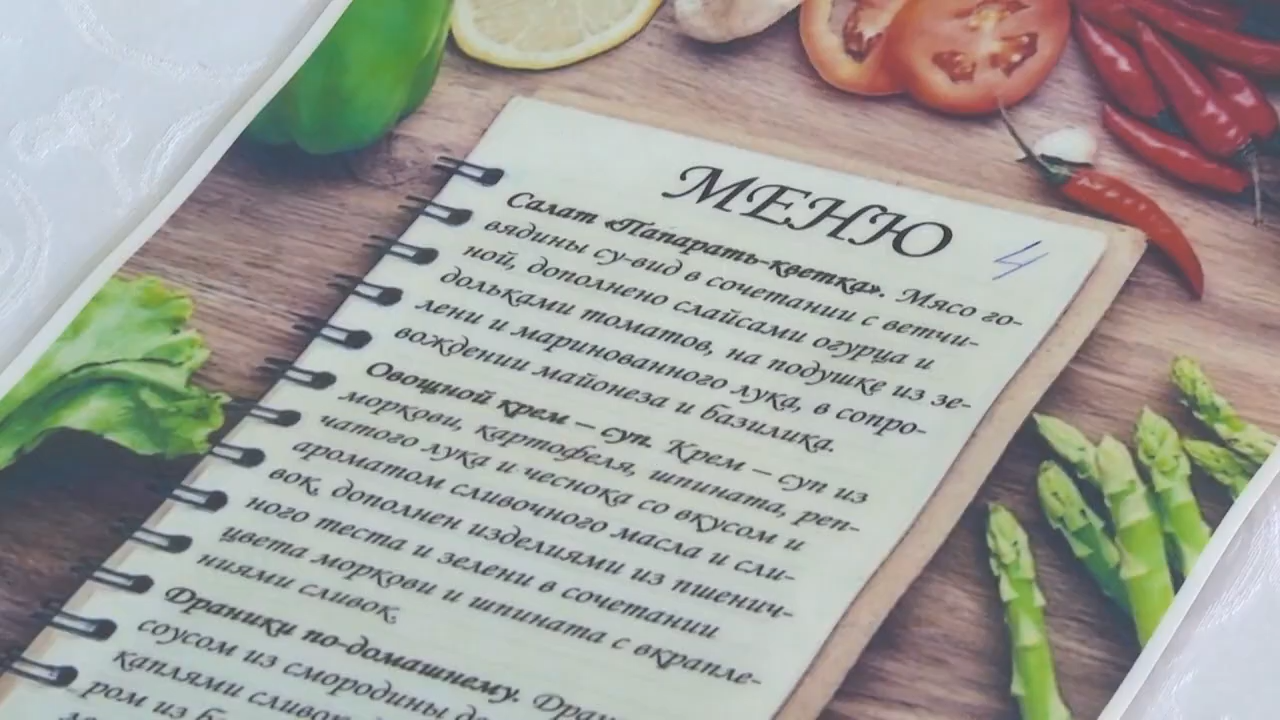 МЕНЮ
4
Салат «Папараць-кветка». Мясо го-
вядины су-вид в сочетании с ветчи-
ной, дополнено слайсами огурца и
дольками томатов, на подушке из зе-
лени и маринованного лука, в сопро-
вождении майонеза и базилика.
Овощной крем – суп. Крем – суп из
моркови, картофеля, шпината, реп-
чатого лука и чеснока со вкусом и
ароматом сливочного масла и сли-
вок, дополнен изделиями из пшенич-
ного теста и зелени в сочетании
цвета моркови и шпината с вкрапле-
ниями сливок.
Драники по-домашнему.
соусом из смородины
каплями
ром из